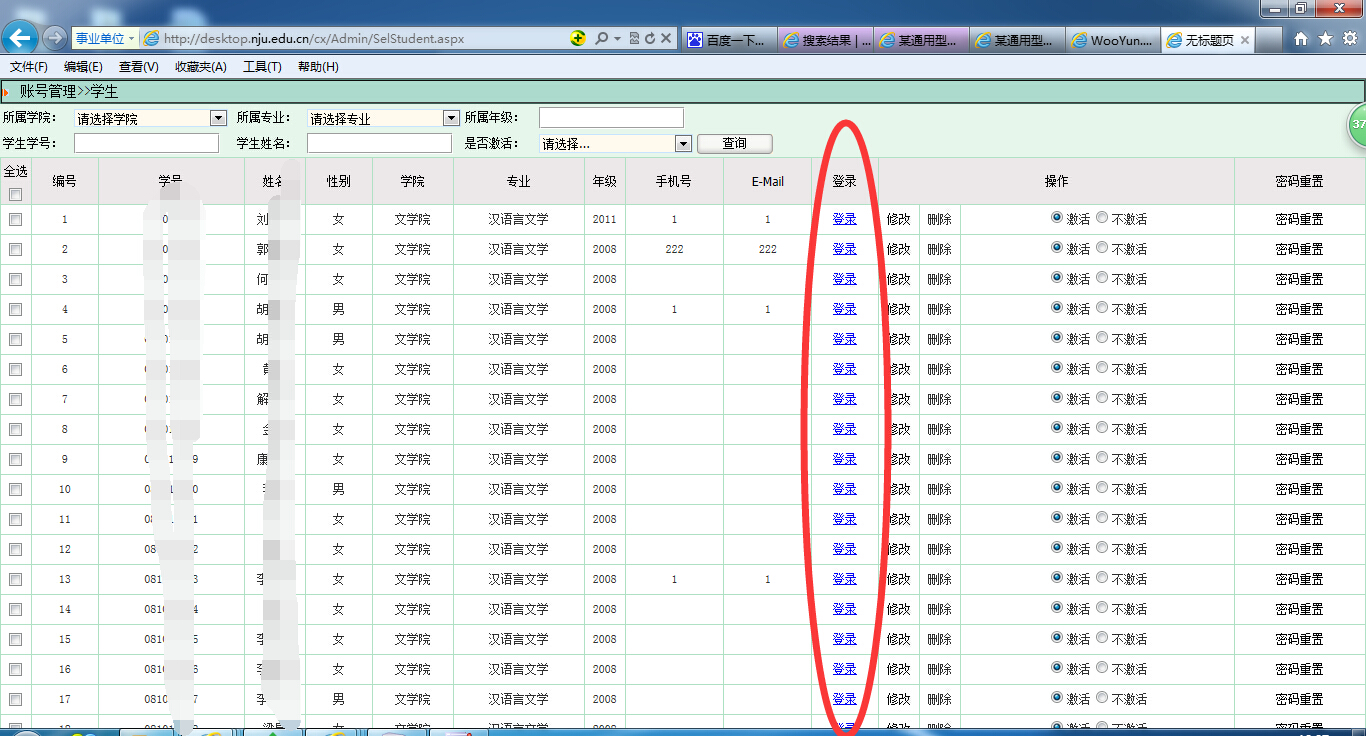 事业单位 http://desktop.nju.edu.cn/cx/Admin/SelStudent.aspx 百度一下... 搜索结果 | ... 某通用型... 某通用型... WooYun.... 无标题页
文件(F) 编辑(E) 查看(V) 收藏夹(A) 工具(T) 帮助(H)
账号管理>>学生
所属学院: 请选择学院 所属专业: 请选择专业 所属年级:
37
学生学号: 学生姓名: 是否激活: 请选择... 查询
全选 编号 学号 姓名 性别 学院 专业 年级 手机号 E-Mail 登录 操作 密码重置
1 0 刘 女 文学院 汉语言文学 2011 1 1 登录 修改 删除 激活 不激活 密码重置
2 0 郭 女 文学院 汉语言文学 2008 222 222 登录 修改 删除 激活 不激活 密码重置
3 0 何 女 文学院 汉语言文学 2008 登录 修改 删除 激活 不激活 密码重置
4 0 胡 男 文学院 汉语言文学 2008 1 1 登录 修改 删除 激活 不激活 密码重置
5 胡 男 文学院 汉语言文学 2008 登录 修改 删除 激活 不激活 密码重置
6 女 文学院 汉语言文学 2008 登录 修改 删除 激活 不激活 密码重置
7 解 女 文学院 汉语言文学 2008 登录 修改 删除 激活 不激活 密码重置
8 女 文学院 汉语言文学 2008 登录 修改 删除 激活 不激活 密码重置
9 0 1 9 康 女 文学院 汉语言文学 2008 登录 修改 删除 激活 不激活 密码重置
10 08 1 0 男 文学院 汉语言文学 2008 登录 修改 删除 激活 不激活 密码重置
11 08 1 女 文学院 汉语言文学 2008 登录 修改 删除 激活 不激活 密码重置
12 08 2 女 文学院 汉语言文学 2008 登录 修改 删除 激活 不激活 密码重置
13 081 3 李 女 文学院 汉语言文学 2008 1 1 登录 修改 删除 激活 不激活 密码重置
14 081 4 女 文学院 汉语言文学 2008 登录 修改 删除 激活 不激活 密码重置
15 0810 5 李 女 文学院 汉语言文学 2008 登录 修改 删除 激活 不激活 密码重置
16 0810 6 李 女 文学院 汉语言文学 2008 登录 修改 删除 激活 不激活 密码重置
17 0810 7 李 男 文学院 汉语言文学 2008 登录 修改 删除 激活 不激活 密码重置
18 女 文学院 汉语言文学 2008 登录 修改 删除 激活 不激活 密码重置